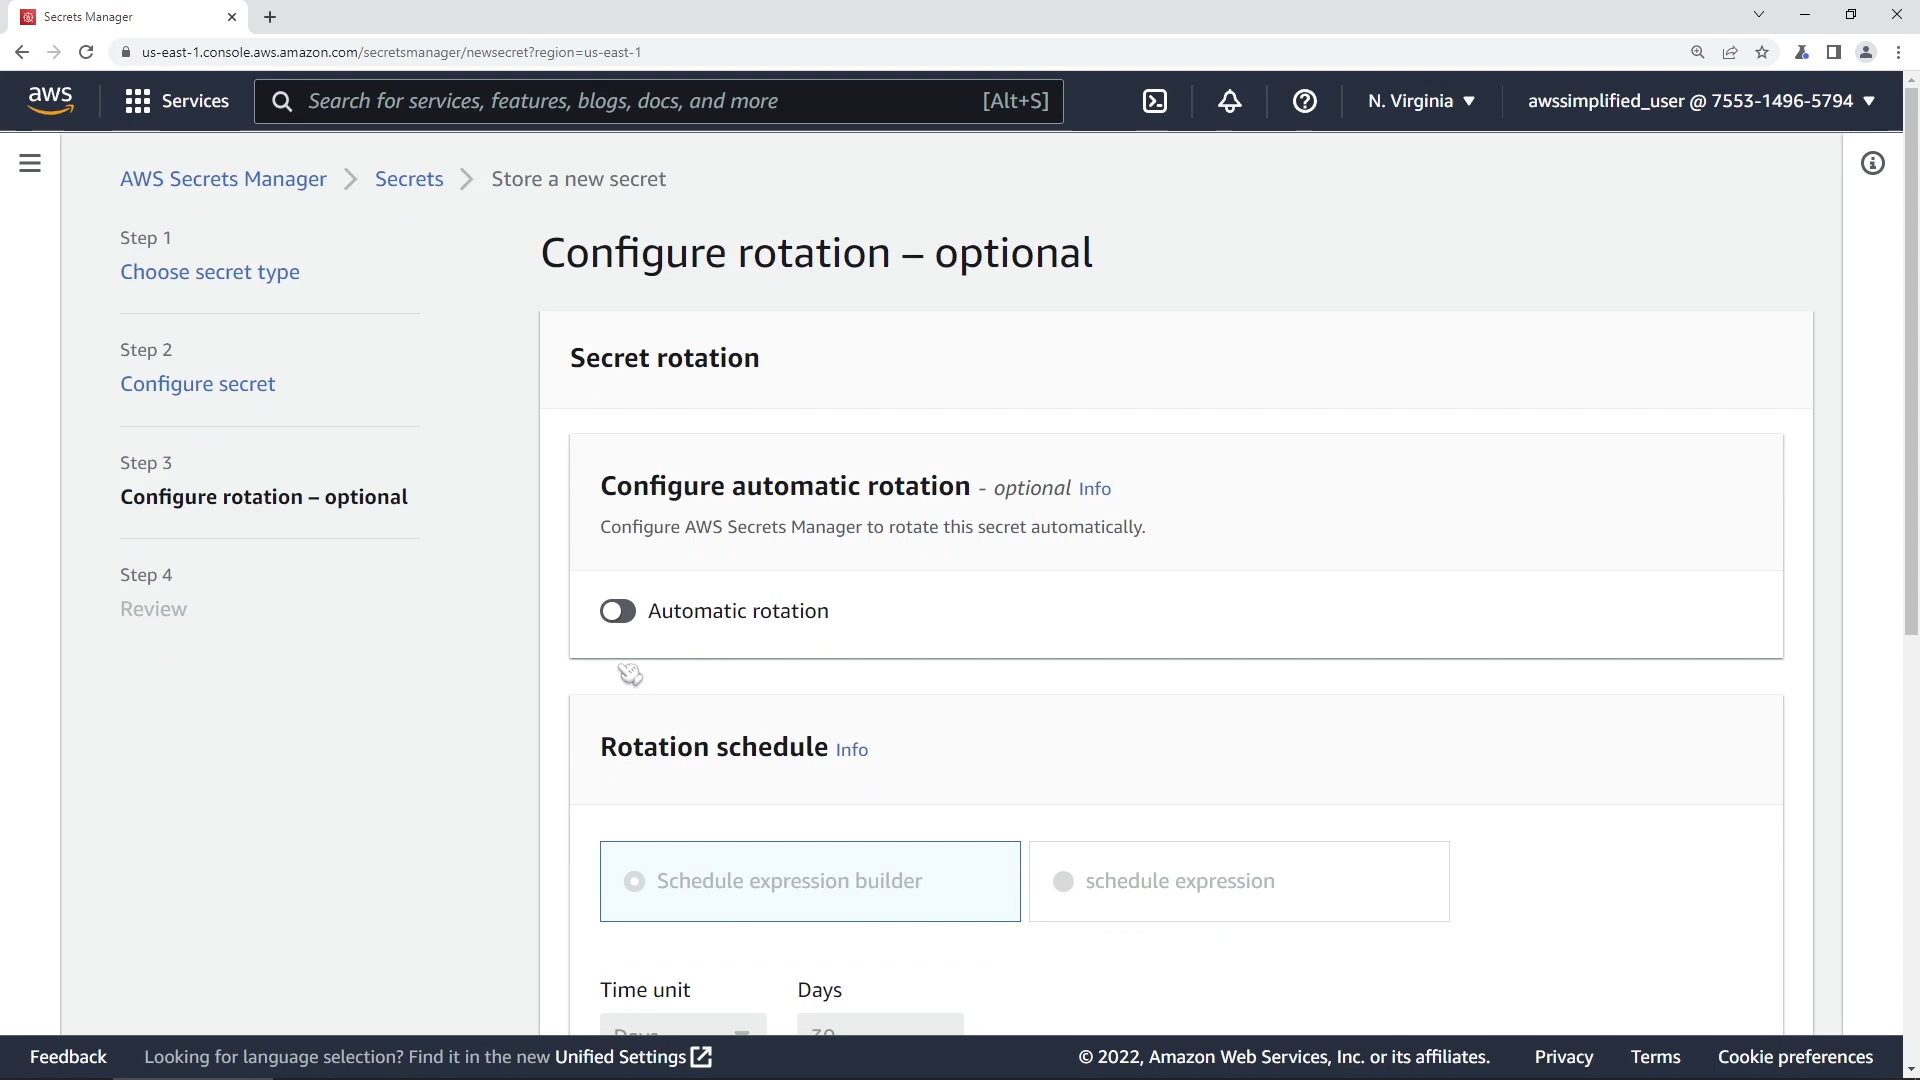 Secrets Manager
us-east-1.console.aws.amazon.com/secretsmanager/newsecret?region=us-east-1
aws
Services
Search for services, features, blogs, docs, and more
[Alt+S]
N. Virginia
awssimplified_user @ 7553-1496-5794
AWS Secrets Manager
Secrets
Store a new secret
Step 1
Choose secret type
Step 2
Configure secret
Step 3
Configure rotation – optional
Step 4
Review
Configure rotation – optional
Secret rotation
Configure automatic rotation - optional Info
Configure AWS Secrets Manager to rotate this secret automatically.
Automatic rotation
Rotation schedule Info
Schedule expression builder
schedule expression
Time unit
Days
Days
30
Feedback
Looking for language selection? Find it in the new Unified Settings
© 2022, Amazon Web Services, Inc. or its affiliates.
Privacy
Terms
Cookie preferences